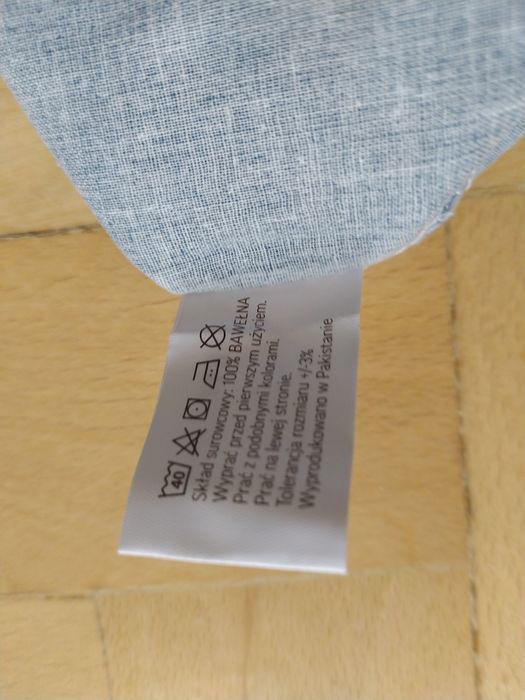 40
Skład surowcowy: 100% BAWEŁNA
Wyprać przed pierwszym użyciem.
Prać z podobnymi kolorami.
Prać na lewej stronie.
Tolerancja rozmiaru +/-3%
Wyprodukowano w Pakistanie